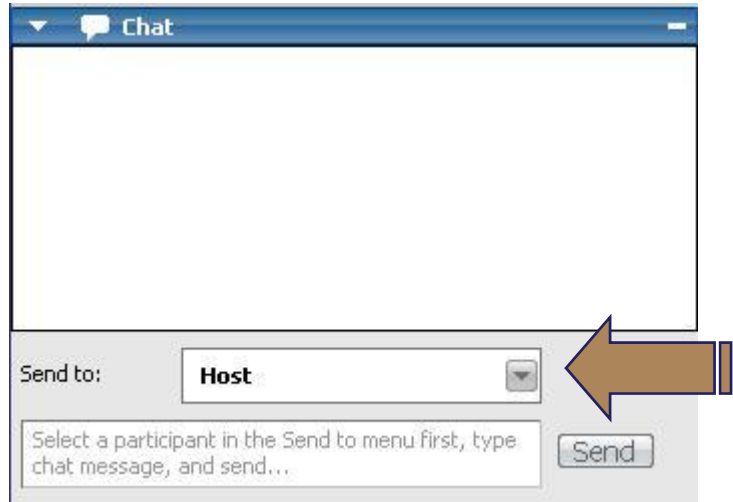 Chat
Send to:
Host
Select a participant in the Send to menu first, type
chat message, and send...
Send